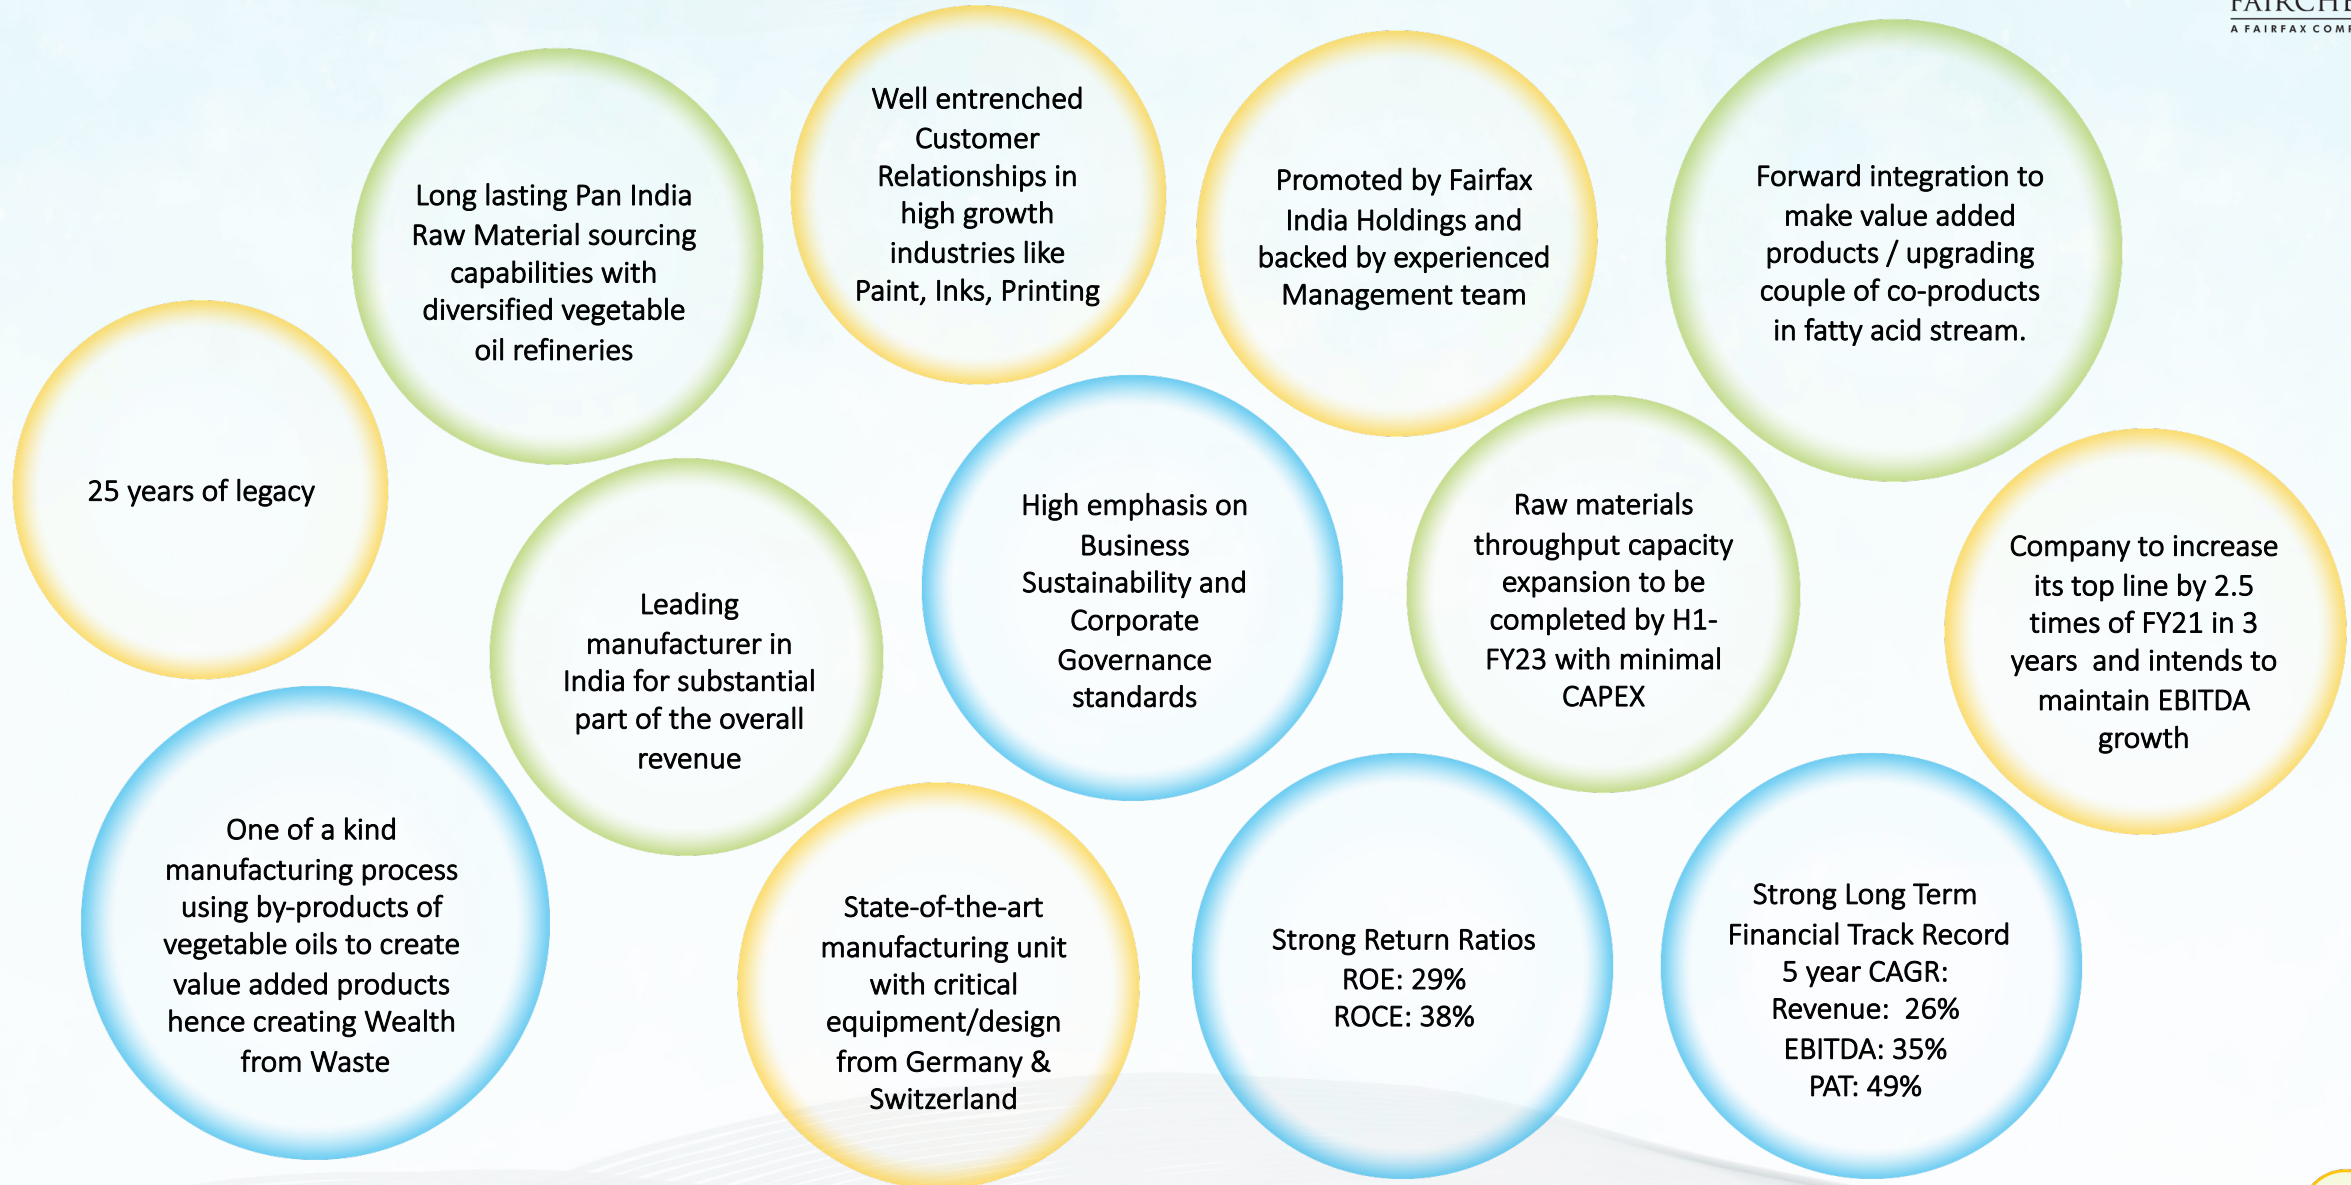 25 years of legacy
Long lasting Pan India
Raw Material sourcing
capabilities with
diversified vegetable
oil refineries
Well entrenched
Customer
Relationships in
high growth
industries like
Paint, Inks, Printing
Promoted by Fairfax
India Holdings and
backed by experienced
Management team
Forward integration to
make value added
products / upgrading
couple of co-products
in fatty acid stream.
Leading
manufacturer in
India for substantial
part of the overall
revenue
High emphasis on
Business
Sustainability and
Corporate
Governance
standards
Raw materials
throughput capacity
expansion to be
completed by H1-
FY23 with minimal
CAPEX
Company to increase
its top line by 2.5
times of FY21 in 3
years  and intends to
maintain EBITDA
growth
One of a kind
manufacturing process
using by-products of
vegetable oils to create
value added products
hence creating Wealth
from Waste
State-of-the-art
manufacturing unit
with critical
equipment/design
from Germany &
Switzerland
Strong Return Ratios
ROE: 29%
ROCE: 38%
Strong Long Term
Financial Track Record
5 year CAGR:
Revenue:  26%
EBITDA: 35%
PAT: 49%
A FAIRFAX